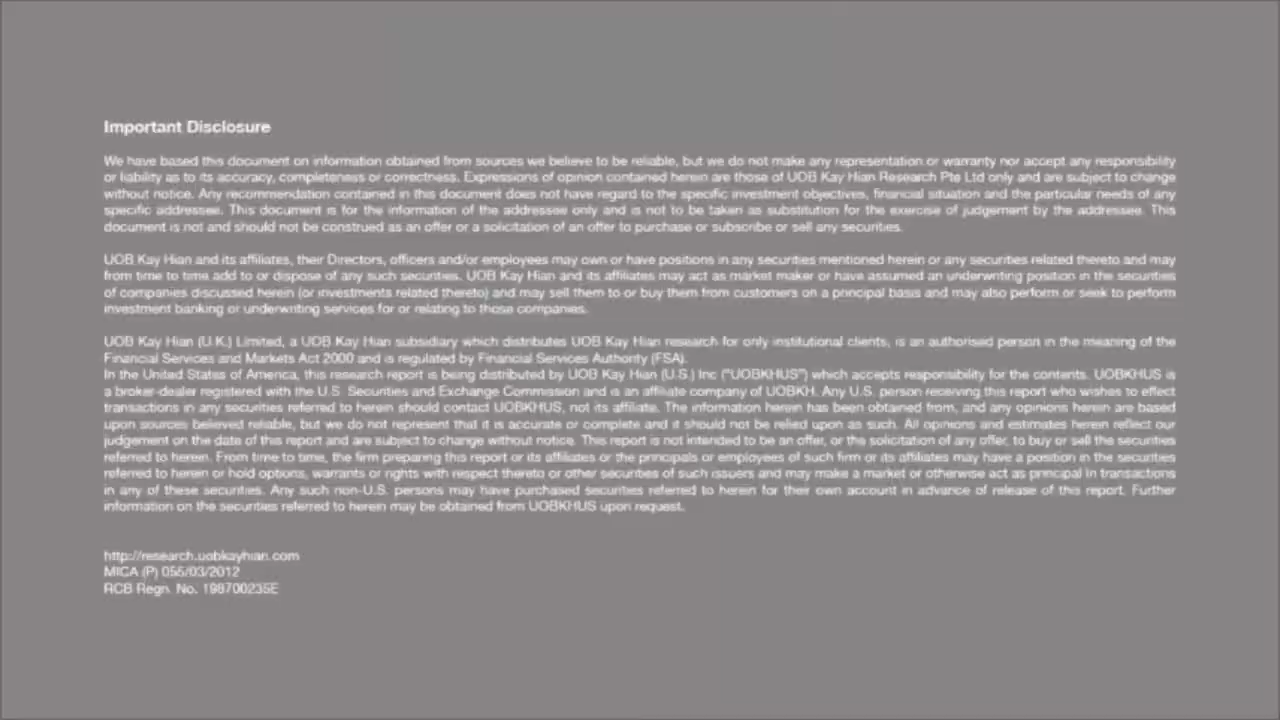 Important Disclosure
We have based this document on information obtained from sources we believe to be reliable, but we do not make any representation or warranty nor accept any responsibility
or liability as to its accuracy, completeness or correctness. Expressions of opinion contained herein are those of UOB Kay Hian Research Pte Ltd only and are subject to change
without notice. Any recommendation contained in this document does not have regard to the specific investment objectives, financial situation and the particular needs of any
specific addressee. This document is for the information of the addressee only and is not to be taken as substitution for the exercise of judgement by the addressee. This
document is not and should not be construed as an offer or a solicitation of an offer to purchase or subscribe or sell any securities.
UOB Kay Hian and its affiliates, their Directors, officers and/or employees may own or have positions in any securities mentioned herein or any securities related thereto and may
from time to time add to or dispose of any such securities. UOB Kay Hian and its affiliates may act as market maker or have assumed an underwriting position in the securities
of companies discussed herein (or investments related thereto) and may sell them to or buy them from customers on a principal basis and may also perform or seek to perform
investment banking or underwriting services for or relating to those companies.
UOB Kay Hian (U.K.) Limited, a UOB Kay Hian subsidiary which distributes UOB Kay Hian research for only institutional clients, is an authorised person in the meaning of the
Financial Services and Markets Act 2000 and is regulated by Financial Services Authority (FSA).
In the United States of America, this research report is being distributed by UOB Kay Hian (U.S.) Inc ("UOBKHUS") which accepts responsibility for the contents. UOBKHUS is
a broker-dealer registered with the U.S. Securities and Exchange Commission and is an affiliate company of UOBKH. Any U.S. person receiving this report who wishes to effect
transactions in any securities referred to herein should contact UOBKHUS, not its affiliate. The information herein has been obtained from, and any opinions herein are based
upon sources believed reliable, but we do not represent that it is accurate or complete and it should not be relied upon as such. All opinions and estimates herein reflect our
judgement on the date of this report and are subject to change without notice. This report is not intended to be an offer, or the solicitation of any offer, to buy or sell the securities
referred to herein. From time to time, the firm preparing this report or its affiliates or the principals or employees of such firm or its affiliates may have a position in the securities
referred to herein or hold options, warrants or rights with respect thereto or other securities of such issuers and may make a market or otherwise act as principal in transactions
in any of these securities. Any such non-U.S. persons may have purchased securities referred to herein for their own account in advance of release of this report. Further
information on the securities referred to herein may be obtained from UOBKHUS upon request.
http://research.uobkayhian.com
MICA (P) 055/03/2012
RCB Regn. No. 198700235E